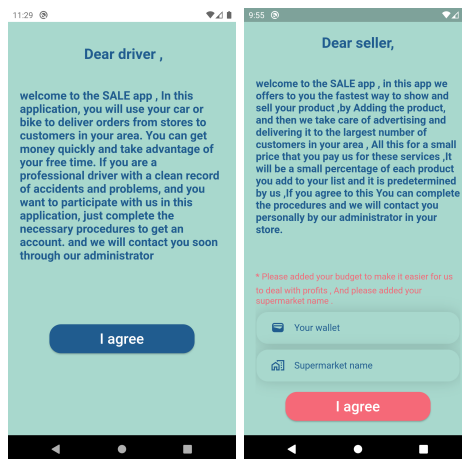 11:29
Dear driver ,
welcome to the SALE app , In this
application, you will use your car or
bike to deliver orders from stores to
customers in your area. You can get
money quickly and take advantage of
your free time. If you are a
professional driver with a clean record
of accidents and problems, and you
want to participate with us in this
application, just complete the
necessary procedures to get an
account. and we will contact you soon
through our administrator
I agree
9:55
Dear seller,
welcome to the SALE app , in this app we
offers to you the fastest way to show and
sell your product ,by Adding the product,
and then we take care of advertising and
delivering it to the largest number of
customers in your area , All this for a small
price that you pay us for these services ,It
will be a small percentage of each product
you add to your list and it is predetermined
by us ,If you agree to this You can complete
the procedures and we will contact you
personally by our administrator in your
store.
* Please added your budget to make it easier for us
to deal with profits , And please added your
supermarket name .
Your wallet
Supermarket name
I agree